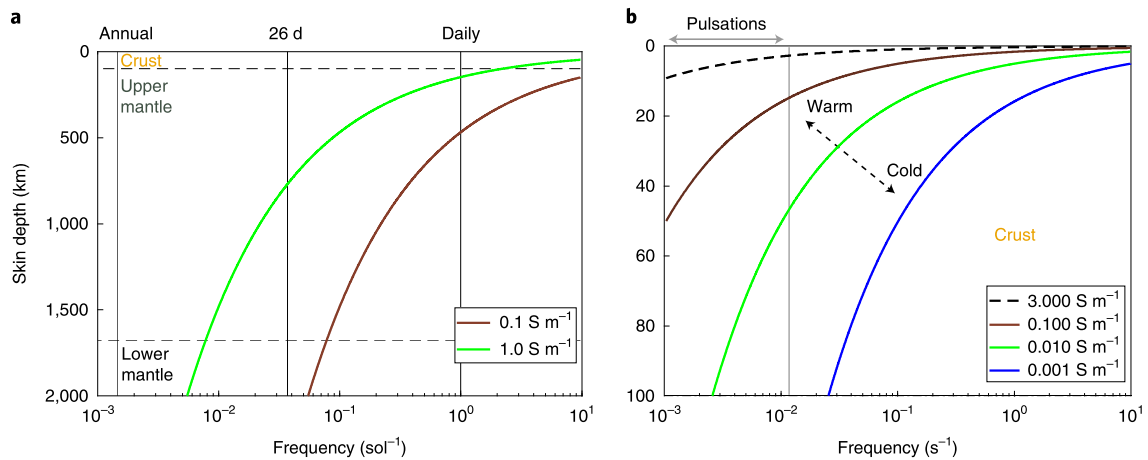 a
Annual
26 d
Daily
0
500
1,000
1,500
2,000
Skin depth (km)
Crust
Upper
mantle
Lower
mantle
0.1 S m⁻¹
1.0 S m⁻¹
10⁻³
10⁻²
10⁻¹
10⁰
10¹
Frequency (sol⁻¹)
b
Pulsations
0
20
40
60
80
100
Warm
Cold
Crust
3.000 S m⁻¹
0.100 S m⁻¹
0.010 S m⁻¹
0.001 S m⁻¹
10⁻³
10⁻²
10⁻¹
10⁰
10¹
Frequency (s⁻¹)